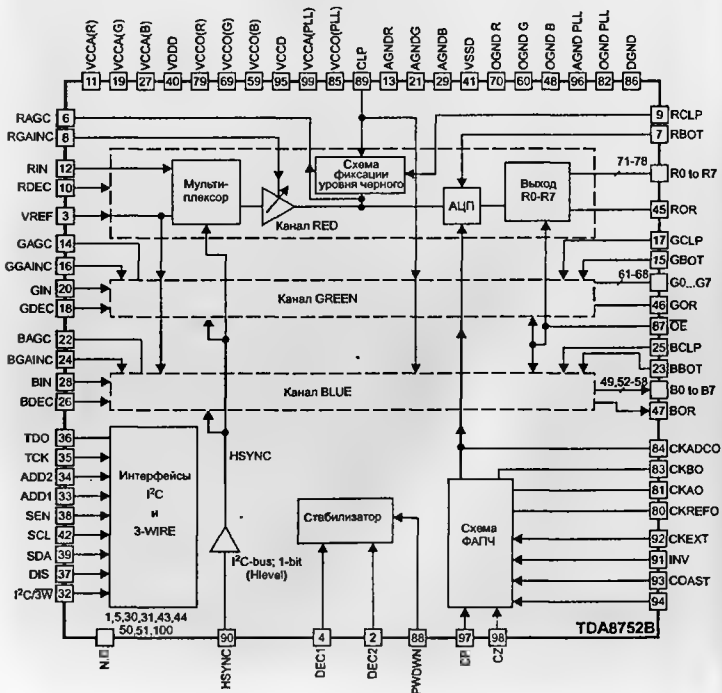 VCCA(R)
VCCA(G)
VCCA(B)
VDDD
VCCO(R)
VCCO(G)
VCCO(B)
VCCD
VCCA(PLL)
VCCO(PLL)
CLP
AGNDR
AGNDG
AGNDB
VSSD
OGND R
OGND G
OGND B
AGND PLL
OGND PLL
DGND
11
19
27
40
79
69
59
95
99
85
89
13
21
29
41
70
60
48
96
82
86
RAGC 6
RGAINC 8
RIN 12
RDEC 10
VREF 3
GAGC 14
GGAINC 16
GIN 20
GDEC 18
BAGC 22
BGAINC 24
BIN 28
BDEC 26
TDO 36
TCK 35
ADD2 34
ADD1 33
SEN 38
SCL 42
SDA 39
DIS 37
I²C/3W 32
Мульти-
плексор
Канал RED
Схема
фиксации
уровня черного
АЦП
Выход
R0-R7
Канал GREEN
Канал BLUE
HSYNC
Интерфейсы
I²C
и
3-WIRE
I²C-bus; 1-bit
(Hlevel)
Стабилизатор
Схема
ФАПЧ
9 RCLP
7 RBOT
71-78
R0 to R7
45 ROR
17 GCLP
15 GBOT
61-68
G0...G7
46 GOR
87 OE
25 BCLP
23 BBOT
49,52-58
B0 to B7
47 BOR
84 CKADCO
83 CKBO
81 CKAO
80 CKREFO
92 CKEXT
91 INV
93 COAST
94
TDA8752B
1,5,30,31,43,44
50,51,100
90
4
2
88
97
98
HSYNC
DEC1
DEC2
PWDWN
CP
CZ